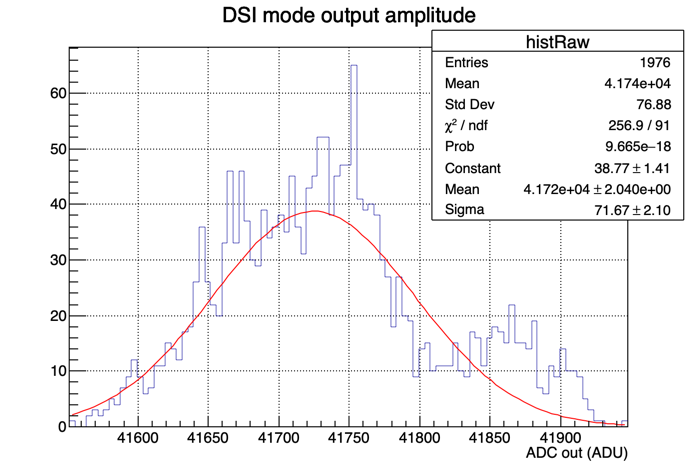 DSI mode output amplitude
histRaw
Entries 1976
Mean 4.174e+04
Std Dev 76.88
χ² / ndf 256.9 / 91
Prob 9.665e−18
Constant 38.77 ± 1.41
Mean 4.172e+04 ± 2.040e+00
Sigma 71.67 ± 2.10
60
50
40
30
20
10
0
41600 41650 41700 41750 41800 41850 41900
ADC out (ADU)